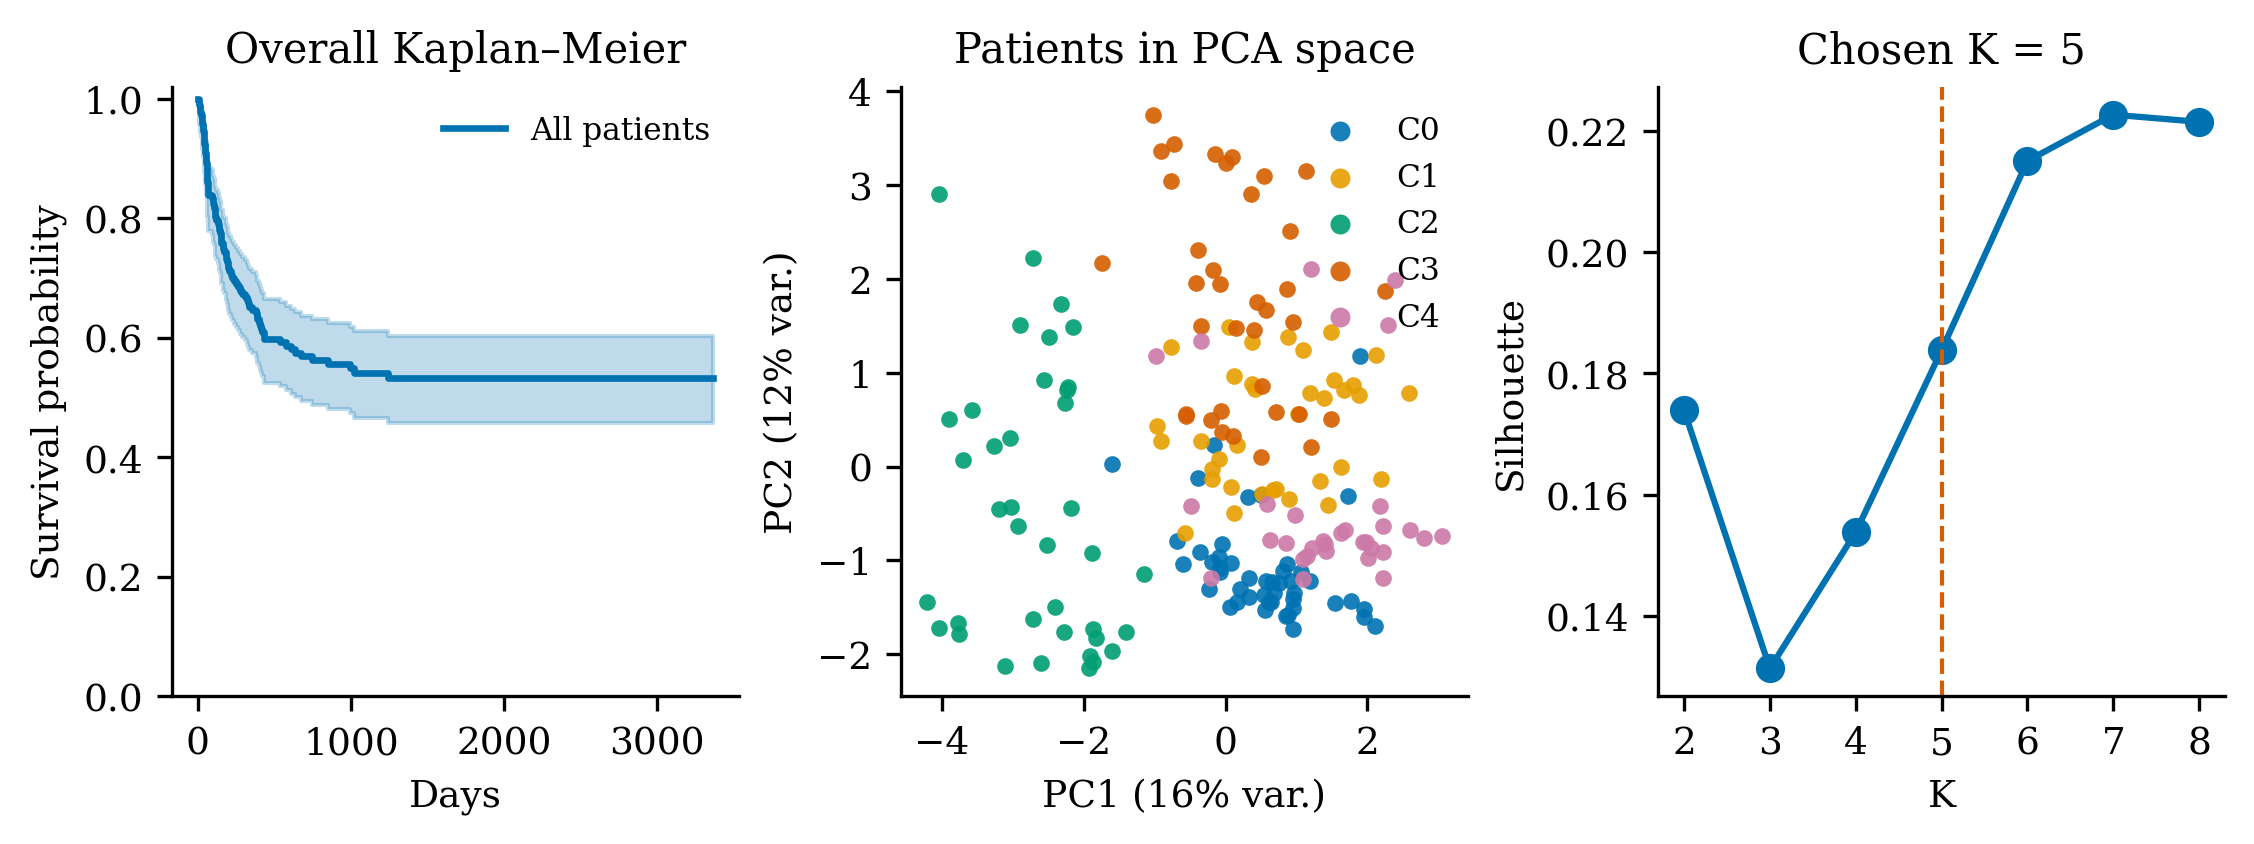 Overall Kaplan–Meier
1.0
0.8
0.6
0.4
0.2
0.0
Survival probability
All patients
0
1000
2000
3000
Days
Patients in PCA space
4
3
2
1
0
−1
−2
PC2 (12% var.)
C0
C1
C2
C3
C4
−4
−2
0
2
PC1 (16% var.)
Chosen K = 5
0.22
0.20
0.18
0.16
0.14
Silhouette
2
3
4
5
6
7
8
K